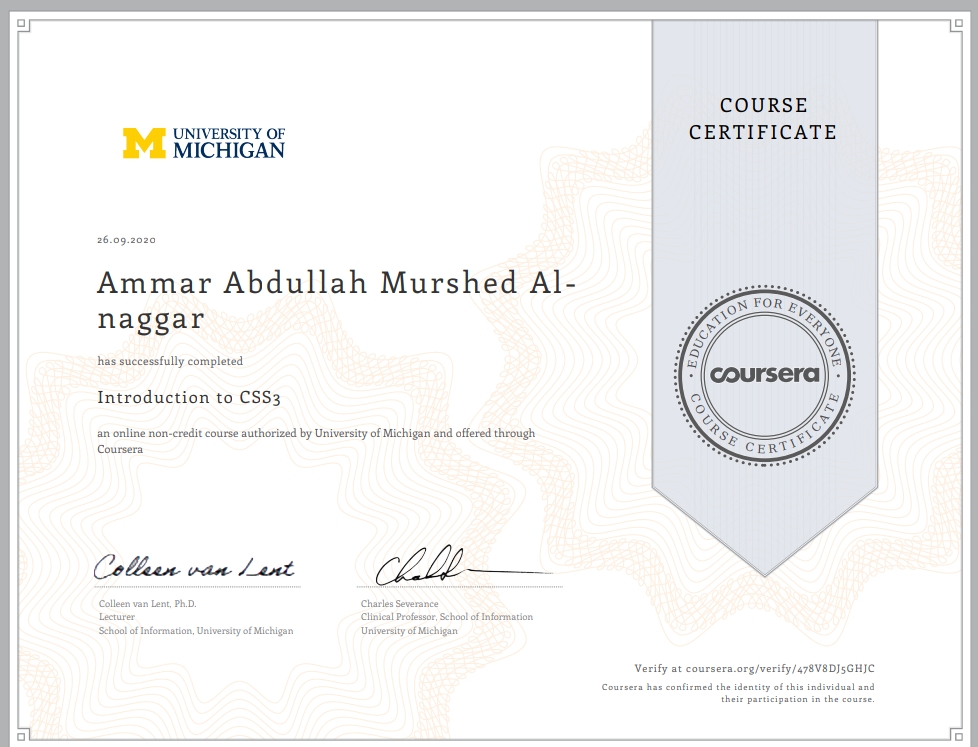 COURSE
CERTIFICATE
UNIVERSITY OF
MICHIGAN
26.09.2020
Ammar Abdullah Murshed Al-
naggar
has successfully completed
Introduction to CSS3
an online non-credit course authorized by University of Michigan and offered through
Coursera
EDUCATION FOR EVERYONE
coursera
COURSE CERTIFICATE
Colleen van Lent
Colleen van Lent, Ph.D.
Lecturer
School of Information, University of Michigan
Charles Severance
Clinical Professor, School of Information
University of Michigan
Verify at coursera.org/verify/478V8DJ5GHJC
Coursera has confirmed the identity of this individual and
their participation in the course.